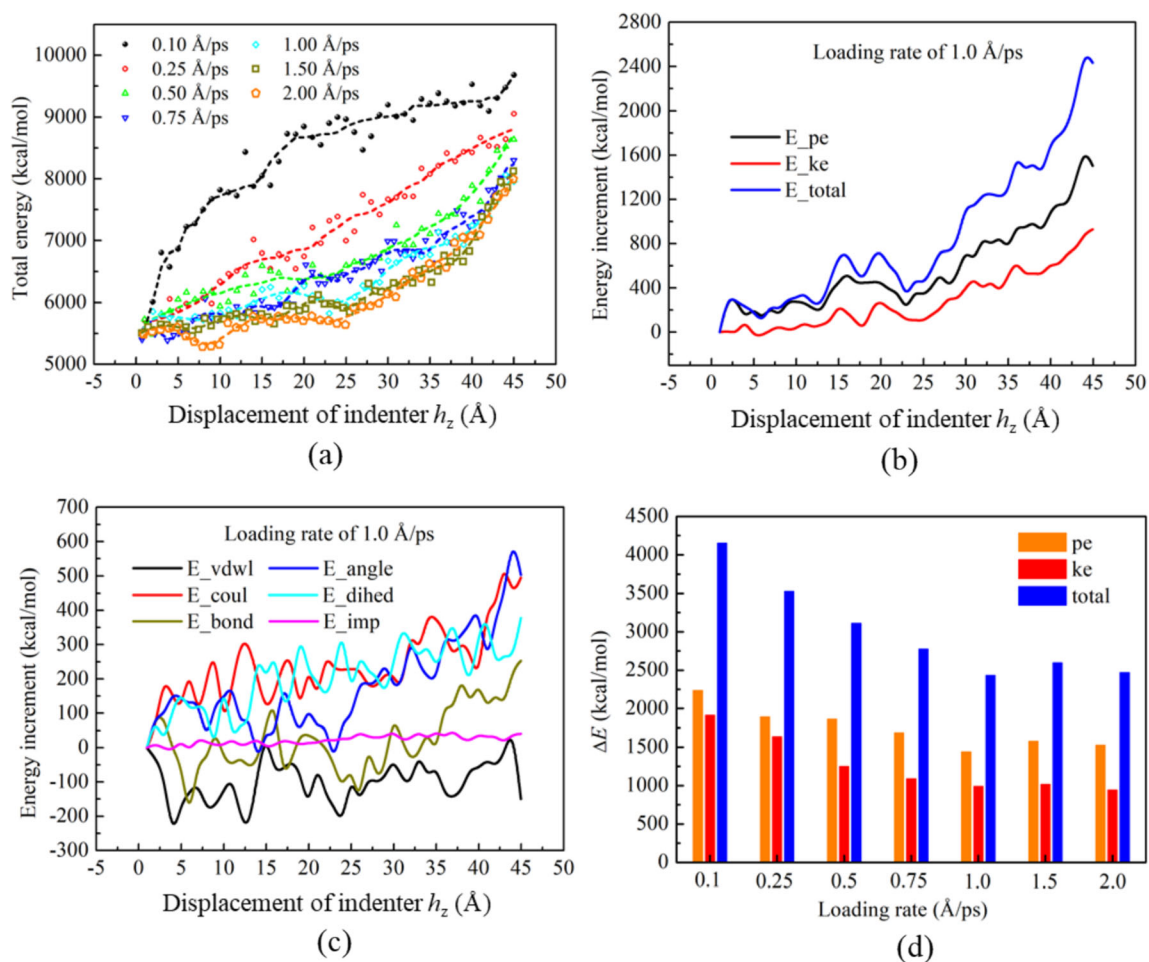 10000
9000
8000
7000
6000
5000
Total energy (kcal/mol)
0.10 Å/ps
0.25 Å/ps
0.50 Å/ps
0.75 Å/ps
1.00 Å/ps
1.50 Å/ps
2.00 Å/ps
-5 0 5 10 15 20 25 30 35 40 45 50
Displacement of indenter hz (Å)
(a)
2800
2400
2000
1600
1200
800
400
0
-300
Energy increment (kcal/mol)
Loading rate of 1.0 Å/ps
E_pe
E_ke
E_total
-5 0 5 10 15 20 25 30 35 40 45 50
Displacement of indenter hz (Å)
(b)
700
600
500
400
300
200
100
0
-100
-200
-300
Energy increment (kcal/mol)
Loading rate of 1.0 Å/ps
E_vdwl E_angle
E_coul E_dihed
E_bond E_imp
-5 0 5 10 15 20 25 30 35 40 45 50
Displacement of indenter hz (Å)
(c)
4500
4000
3500
3000
2500
2000
1500
1000
500
0
ΔE (kcal/mol)
pe
ke
total
0.1 0.25 0.5 0.75 1.0 1.5 2.0
Loading rate (Å/ps)
(d)